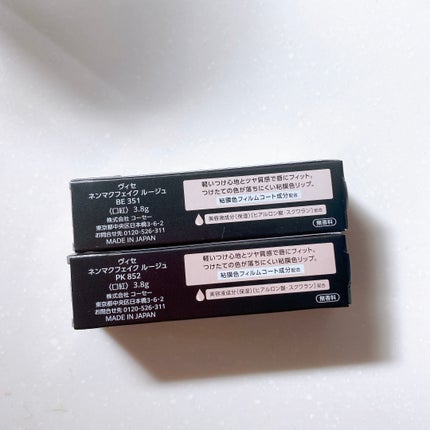 ヴィセ
ネンマクフェイク ルージュ
BE 351
(口紅) 3.8g
株式会社 コーセー
東京都中央区日本橋3-6-2
お問合せ先 0120-526-311
MADE IN JAPAN
軽いつけ心地とツヤ質感で唇にフィット。
つけたての色が落ちにくい粘膜色リップ。
粘膜色フィルムコート成分配合
美容液成分(保湿)(ヒアルロン酸・スクワラン)配合
無香料
ヴィセ
ネンマクフェイク ルージュ
PK 852
(口紅) 3.8g
株式会社 コーセー
東京都中央区日本橋3-6-2
お問合せ先 0120-526-311
MADE IN JAPAN
軽いつけ心地とツヤ質感で唇にフィット。
つけたての色が落ちにくい粘膜色リップ。
粘膜色フィルムコート成分配合
美容液成分(保湿)(ヒアルロン酸・スクワラン)配合
無香料